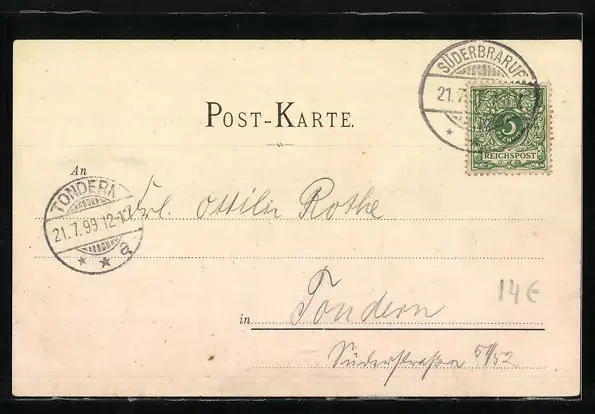 SÜDERBRARUP
21.7.
POST-KARTE.
5
REICHSPOST
An
TONDERN
21.7.99.12-1
a
Frl. Ottilie Rothe
14€
in Tondern
Süderstraße